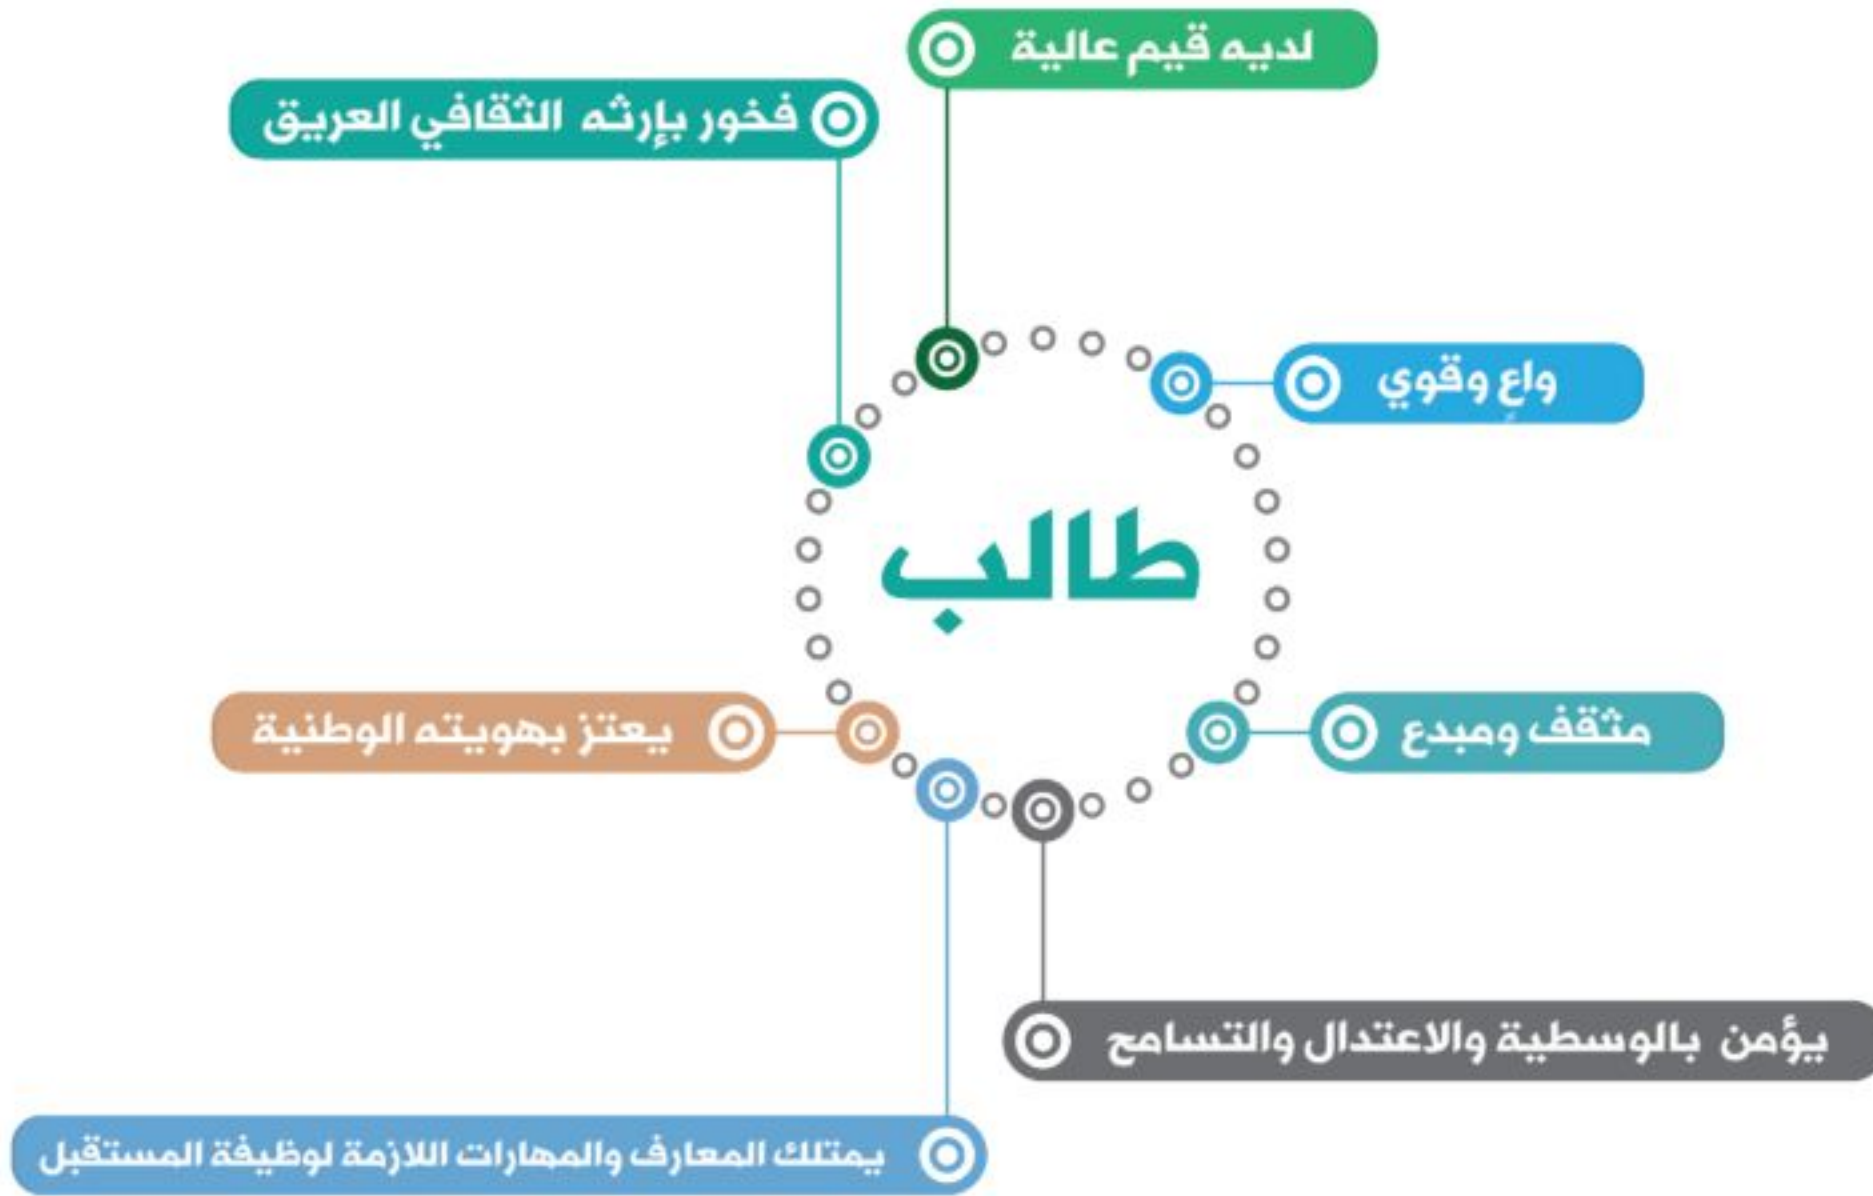 لديه قيم عالية
فخور بإرثه الثقافي العريق
واعٍ وقوي
طالب
مثقف ومبدع
يعتز بهويته الوطنية
يؤمن بالوسطية والاعتدال والتسامح
يمتلك المعارف والمهارات اللازمة لوظيفة المستقبل